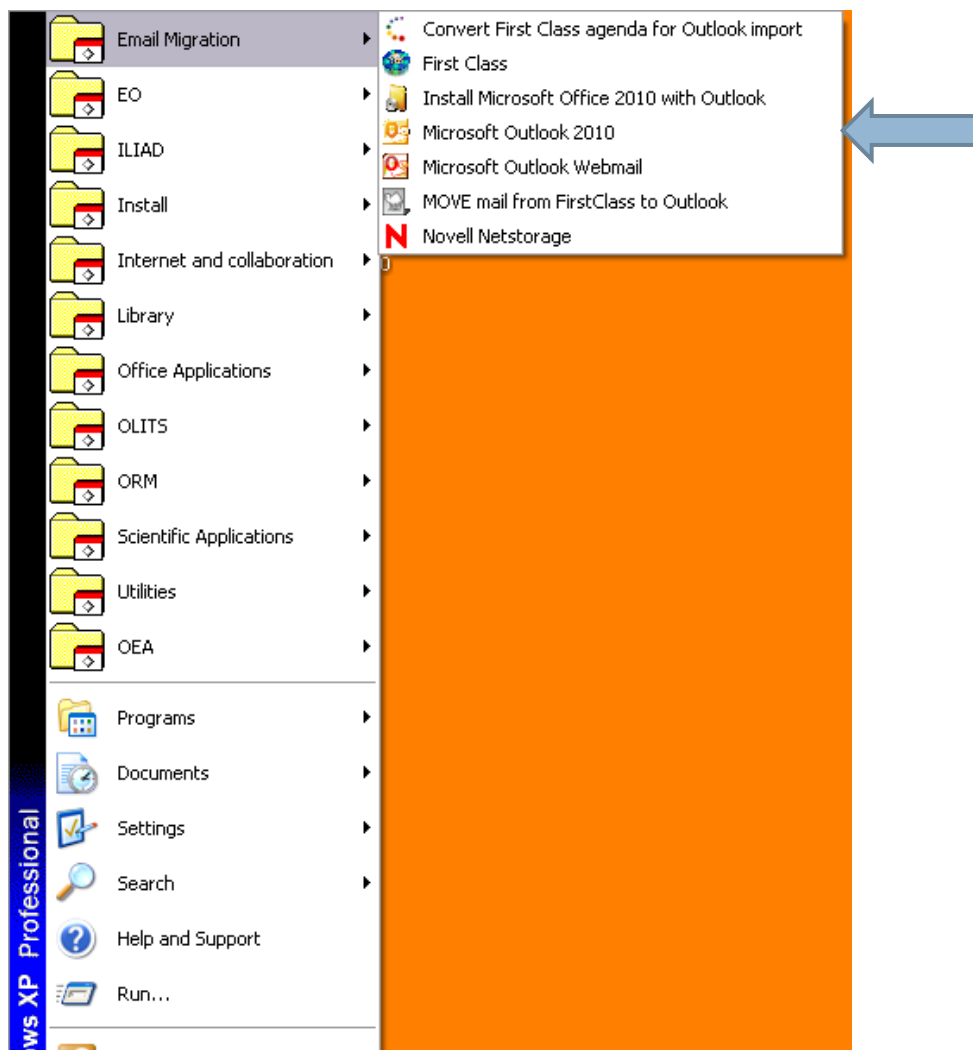 Email Migration
EO
ILIAD
Install
Internet and collaboration
Library
Office Applications
OLITS
ORM
Scientific Applications
Utilities
OEA
Programs
Documents
Settings
Search
Help and Support
Run...
Convert First Class agenda for Outlook import
First Class
Install Microsoft Office 2010 with Outlook
Microsoft Outlook 2010
Microsoft Outlook Webmail
MOVE mail from FirstClass to Outlook
Novell Netstorage
ws XP Professional